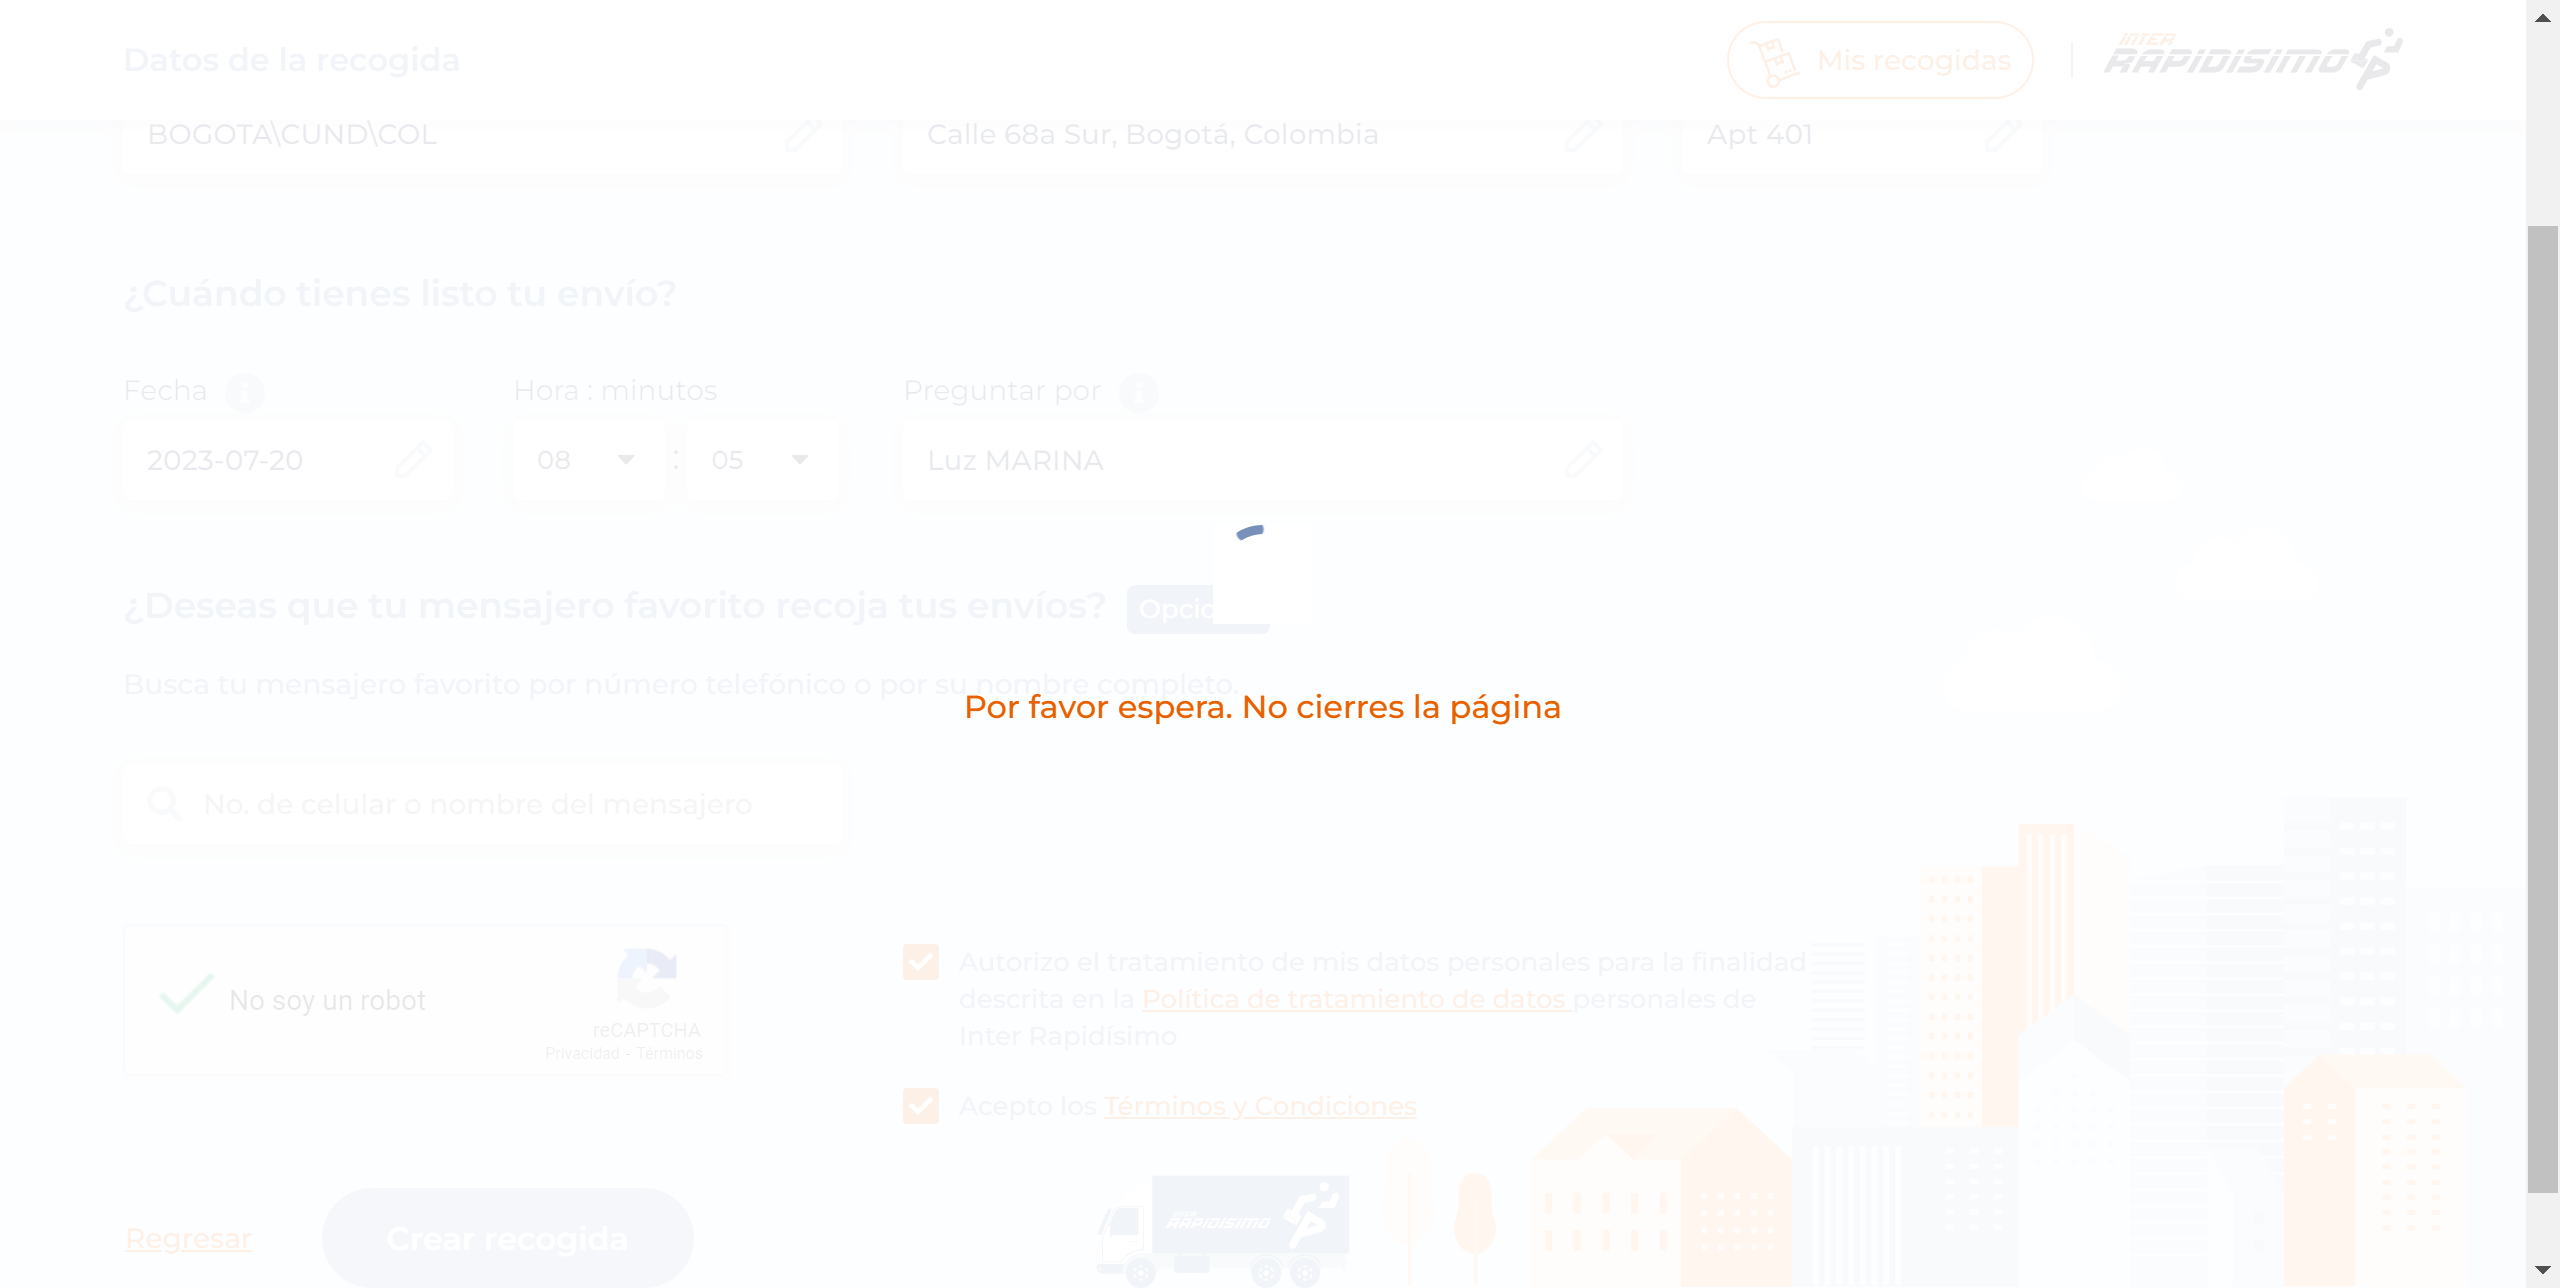 Datos de la recogida
Mis recogidas
INTER
RAPIDISIMO
BOGOTA\CUND\COL
Calle 68a Sur, Bogotá, Colombia
Apt 401
¿Cuándo tienes listo tu envío?
Fecha
Hora : minutos
Preguntar por
2023-07-20
08
:
05
Luz MARINA
¿Deseas que tu mensajero favorito recoja tus envíos?
Busca tu mensajero favorito por número telefónico o por su nombre completo.
Por favor espera. No cierres la página
No. de celular o nombre del mensajero
No soy un robot
reCAPTCHA
Privacidad - Términos
Autorizo el tratamiento de mis datos personales para la finalidad
descrita en la Política de tratamiento de datos personales de
Inter Rapidísimo
Acepto los Términos y Condiciones
INTER
RAPIDISIMO
Regresar
Crear recogida